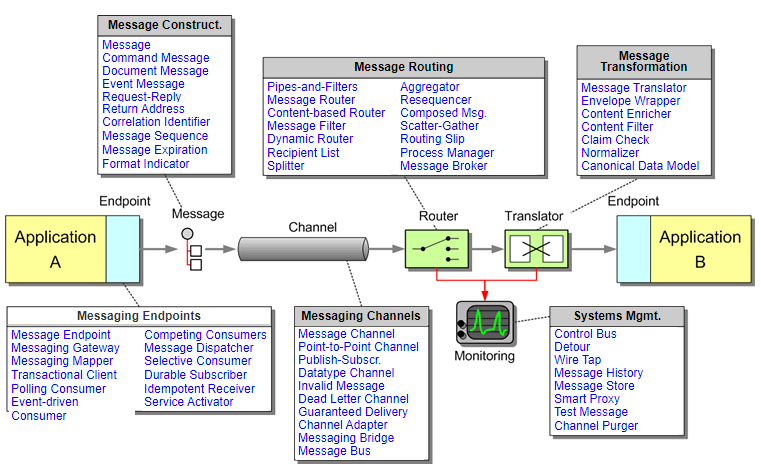 Message Construct.
Message
Command Message
Document Message
Event Message
Request-Reply
Return Address
Correlation Identifier
Message Sequence
Message Expiration
Format Indicator
Message Routing
Pipes-and-Filters
Message Router
Content-based Router
Message Filter
Dynamic Router
Recipient List
Splitter
Aggregator
Resequencer
Composed Msg.
Scatter-Gather
Routing Slip
Process Manager
Message Broker
Message
Transformation
Message Translator
Envelope Wrapper
Content Enricher
Content Filter
Claim Check
Normalizer
Canonical Data Model
Endpoint
Message
Channel
Router
Translator
Endpoint
Application
A
Application
B
Messaging Endpoints
Message Endpoint
Messaging Gateway
Messaging Mapper
Transactional Client
Polling Consumer
Event-driven
Consumer
Competing Consumers
Message Dispatcher
Selective Consumer
Durable Subscriber
Idempotent Receiver
Service Activator
Messaging Channels
Message Channel
Point-to-Point Channel
Publish-Subscr.
Datatype Channel
Invalid Message
Dead Letter Channel
Guaranteed Delivery
Channel Adapter
Messaging Bridge
Message Bus
Monitoring
Systems Mgmt.
Control Bus
Detour
Wire Tap
Message History
Message Store
Smart Proxy
Test Message
Channel Purger